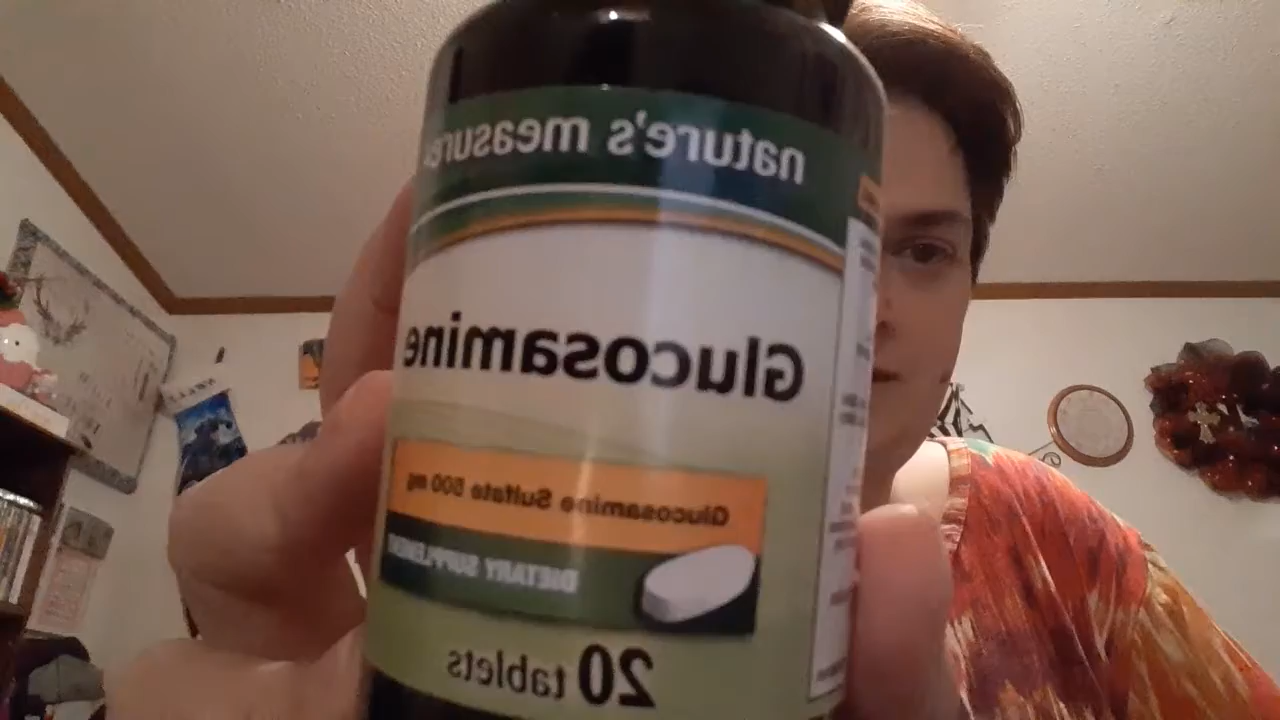 nature's measure
Glucosamine
Glucosamine Sulfate 500 mg
DIETARY SUPPLEMENT
20 tablets